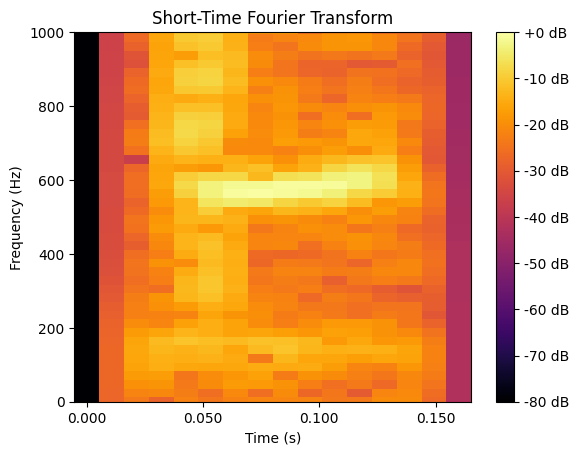 Short-Time Fourier Transform
1000
800
600
400
200
0
Frequency (Hz)
0.000
0.050
0.100
0.150
Time (s)
+0 dB
-10 dB
-20 dB
-30 dB
-40 dB
-50 dB
-60 dB
-70 dB
-80 dB